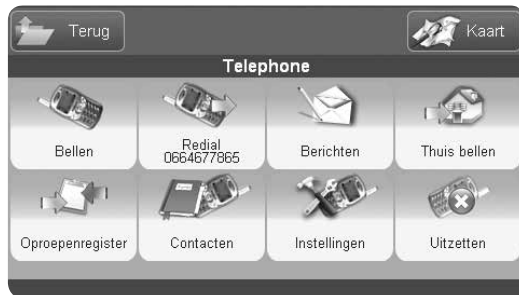 Terug
Kaart
Telephone
Bellen
Redial
0664677865
Berichten
Thuis bellen
Oproepenregister
Contacten
Instellingen
Uitzetten